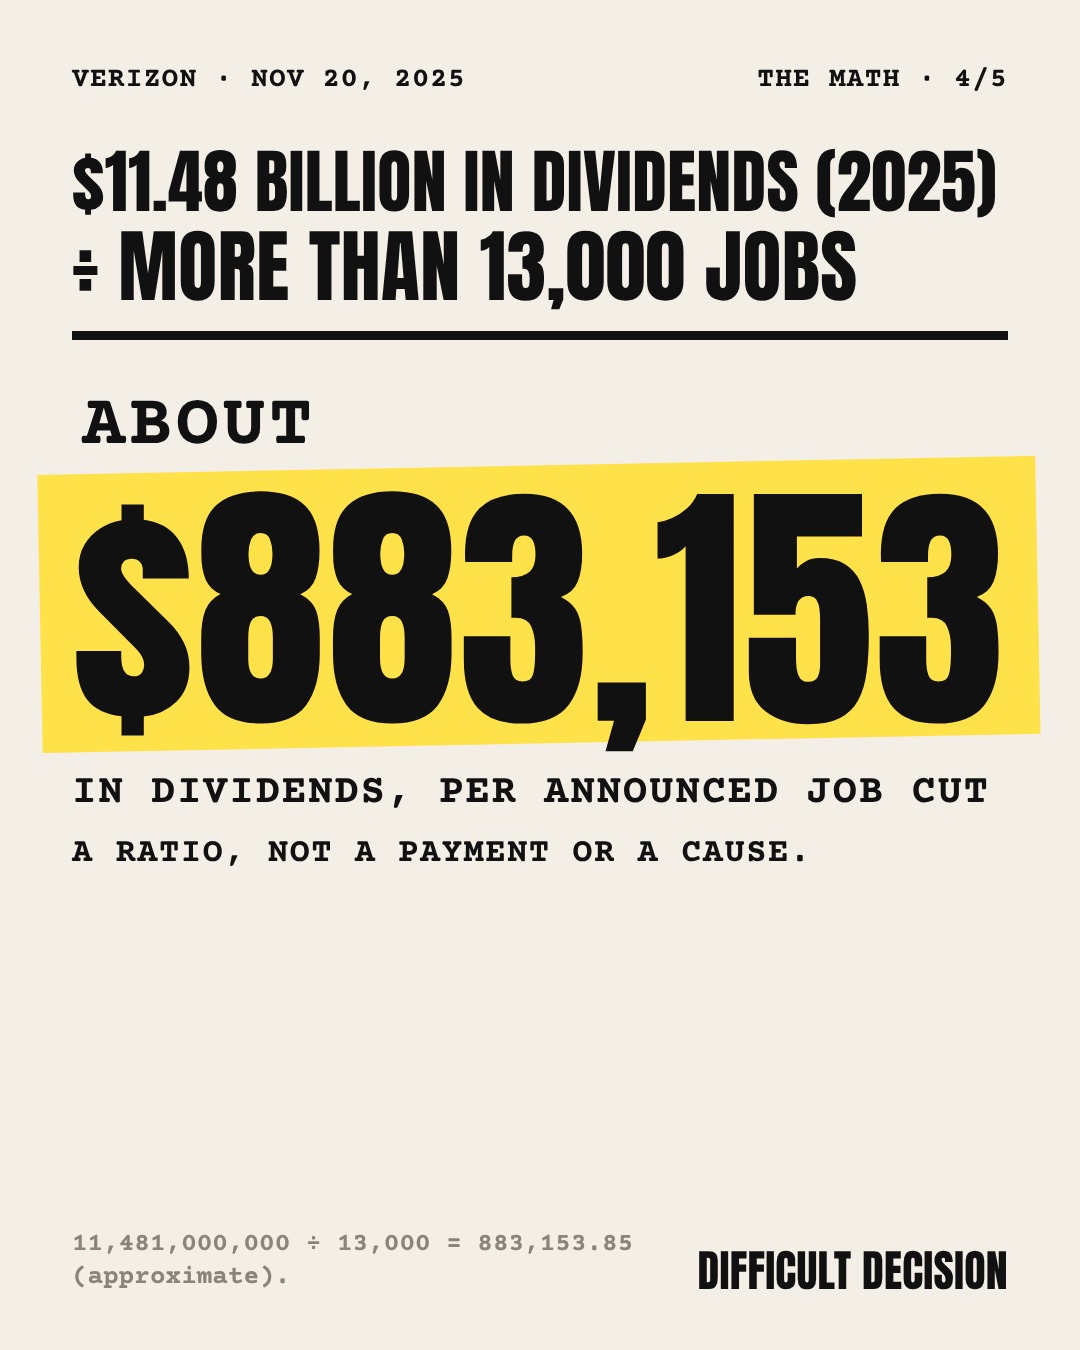 VERIZON · NOV 20, 2025
THE MATH · 4/5
$11.48 BILLION IN DIVIDENDS (2025)
÷ MORE THAN 13,000 JOBS
ABOUT
$883,153
IN DIVIDENDS, PER ANNOUNCED JOB CUT
A RATIO, NOT A PAYMENT OR A CAUSE.
11,481,000,000 ÷ 13,000 = 883,153.85
(approximate).
DIFFICULT DECISION